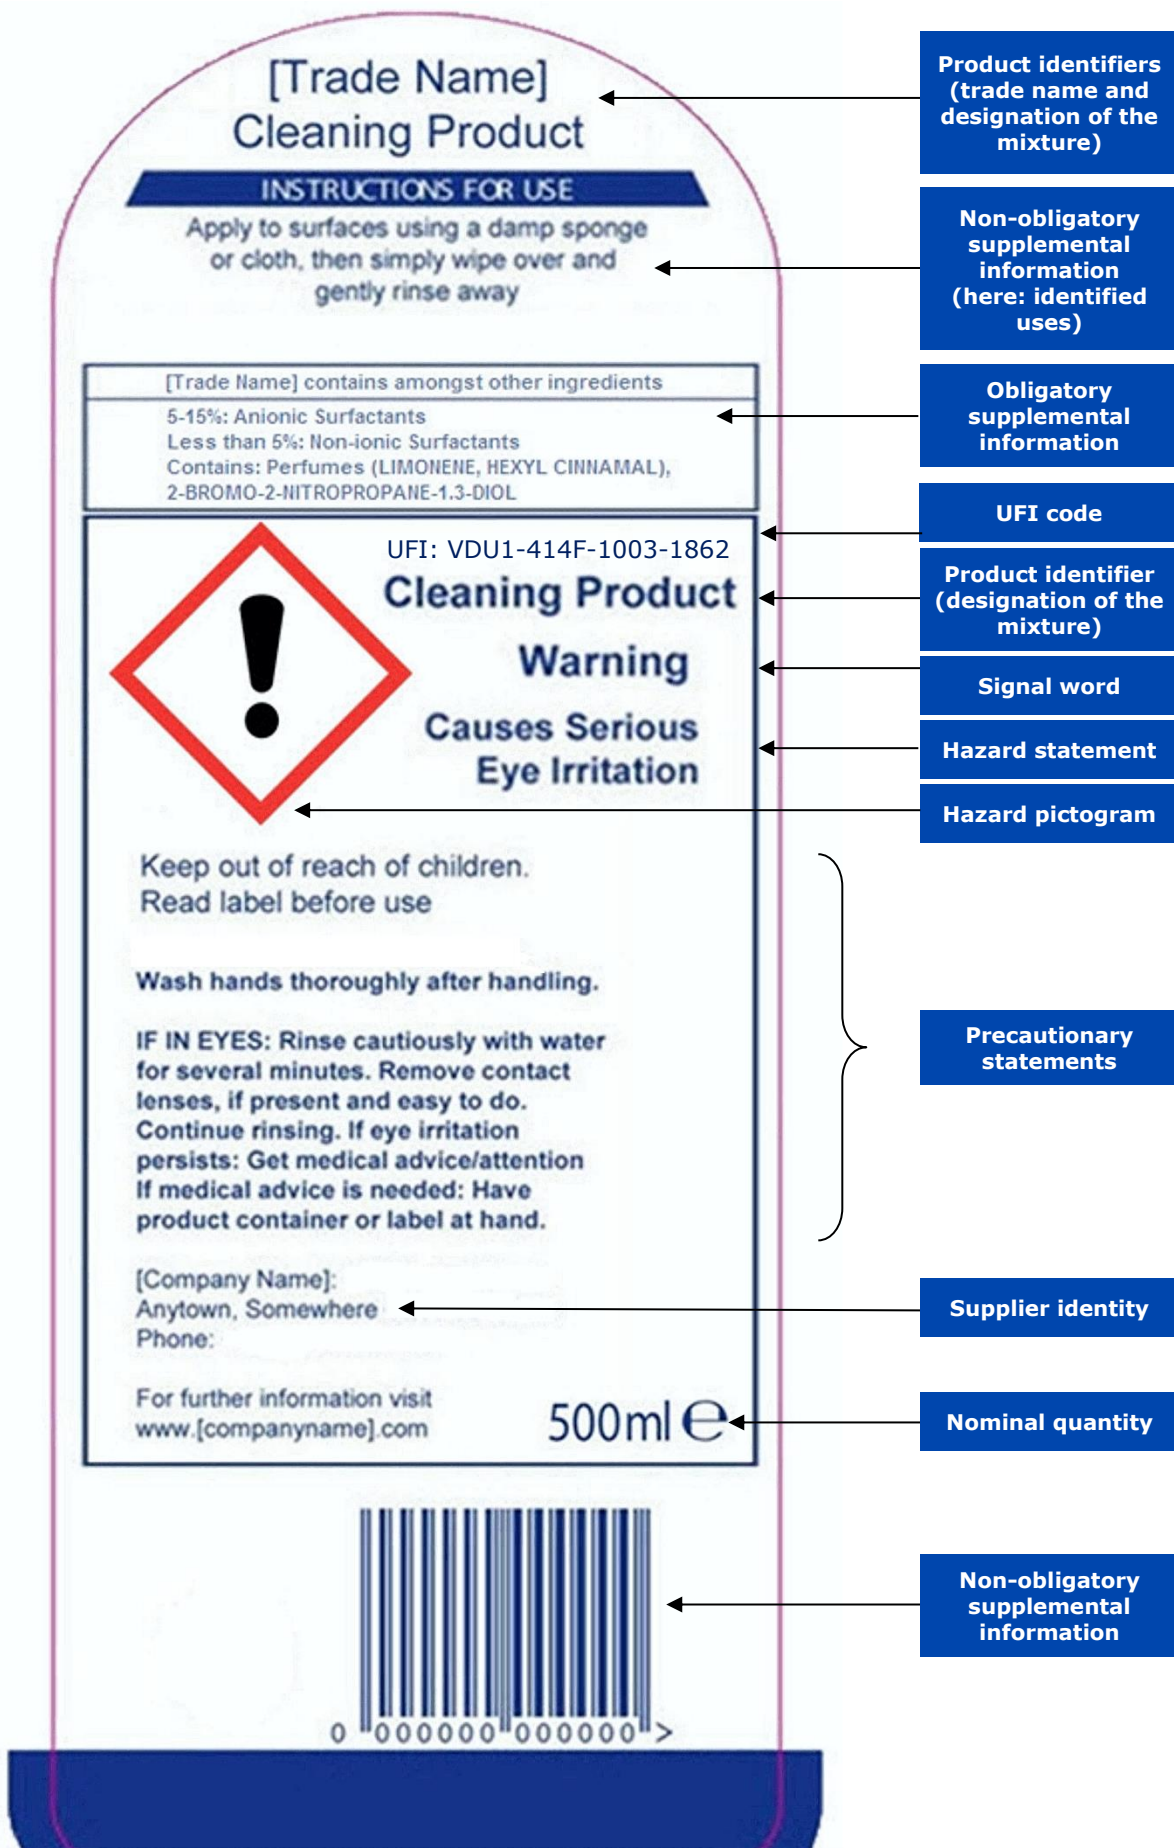 [Trade Name]
Cleaning Product
INSTRUCTIONS FOR USE
Apply to surfaces using a damp sponge
or cloth, then simply wipe over and
gently rinse away
[Trade Name] contains amongst other ingredients
5-15%: Anionic Surfactants
Less than 5%: Non-ionic Surfactants
Contains: Perfumes (LIMONENE, HEXYL CINNAMAL),
2-BROMO-2-NITROPROPANE-1.3-DIOL
UFI: VDU1-414F-1003-1862
Cleaning Product
Warning
Causes Serious
Eye Irritation
Keep out of reach of children.
Read label before use
Wash hands thoroughly after handling.
IF IN EYES: Rinse cautiously with water
for several minutes. Remove contact
lenses, if present and easy to do.
Continue rinsing. If eye irritation
persists: Get medical advice/attention
If medical advice is needed: Have
product container or label at hand.
[Company Name]:
Anytown, Somewhere
Phone:
For further information visit
www.[companyname].com
500ml e
0 000000 000000 >
Product identifiers
(trade name and
designation of the
mixture)
Non-obligatory
supplemental
information
(here: identified
uses)
Obligatory
supplemental
information
UFI code
Product identifier
(designation of the
mixture)
Signal word
Hazard statement
Hazard pictogram
Precautionary
statements
Supplier identity
Nominal quantity
Non-obligatory
supplemental
information